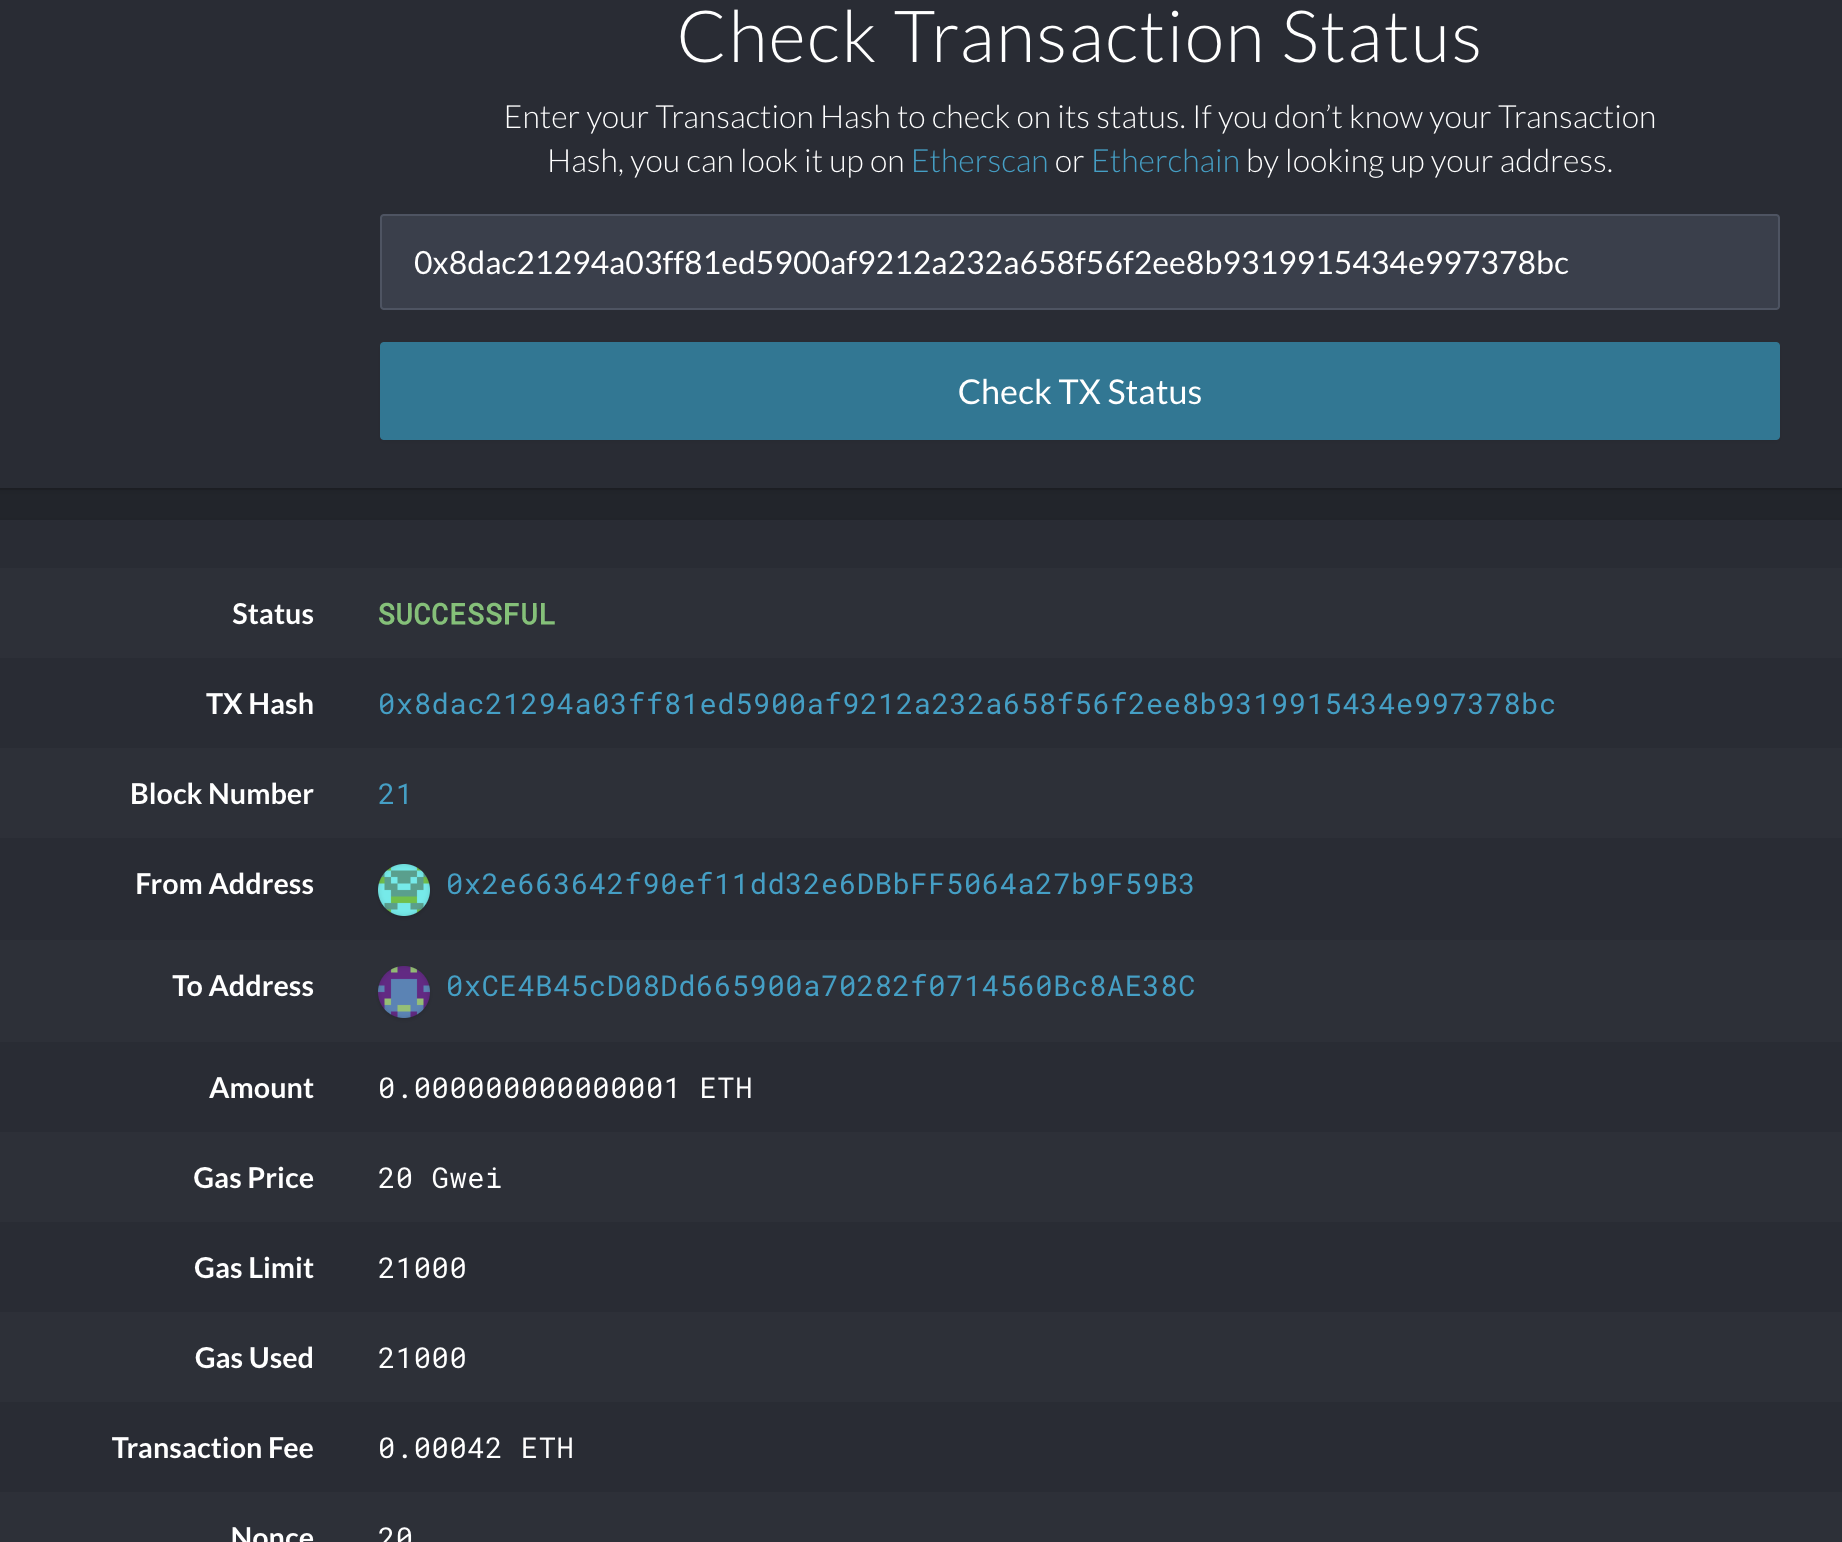 Check Transaction Status
Enter your Transaction Hash to check on its status. If you don’t know your Transaction
Hash, you can look it up on Etherscan or Etherchain by looking up your address.
0x8dac21294a03ff81ed5900af9212a232a658f56f2ee8b9319915434e997378bc
Check TX Status
Status SUCCESSFUL
TX Hash 0x8dac21294a03ff81ed5900af9212a232a658f56f2ee8b9319915434e997378bc
Block Number 21
From Address 0x2e663642f90ef11dd32e6DBbFF5064a27b9F59B3
To Address 0xCE4B45cD08Dd665900a70282f0714560Bc8AE38C
Amount 0.000000000000001 ETH
Gas Price 20 Gwei
Gas Limit 21000
Gas Used 21000
Transaction Fee 0.00042 ETH
Nonce 20